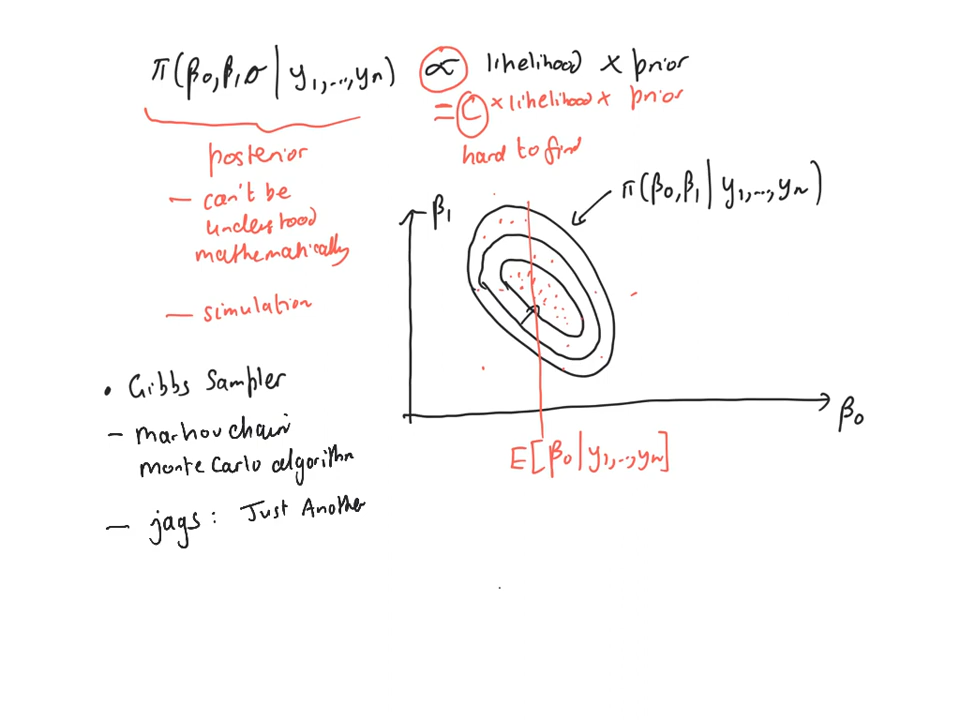 π(β0,β1,σ | y1,...,yn) ∝ likelihood × prior
= C × likelihood × prior
hard to find
posterior
– can't be
understood
mathematically
– simulation
π(β0,β1 | y1,...,yn)
β1
β0
E[β0 | y1,...,yn]
• Gibbs Sampler
– markov chain
monte Carlo algorithm
– jags: Just Another